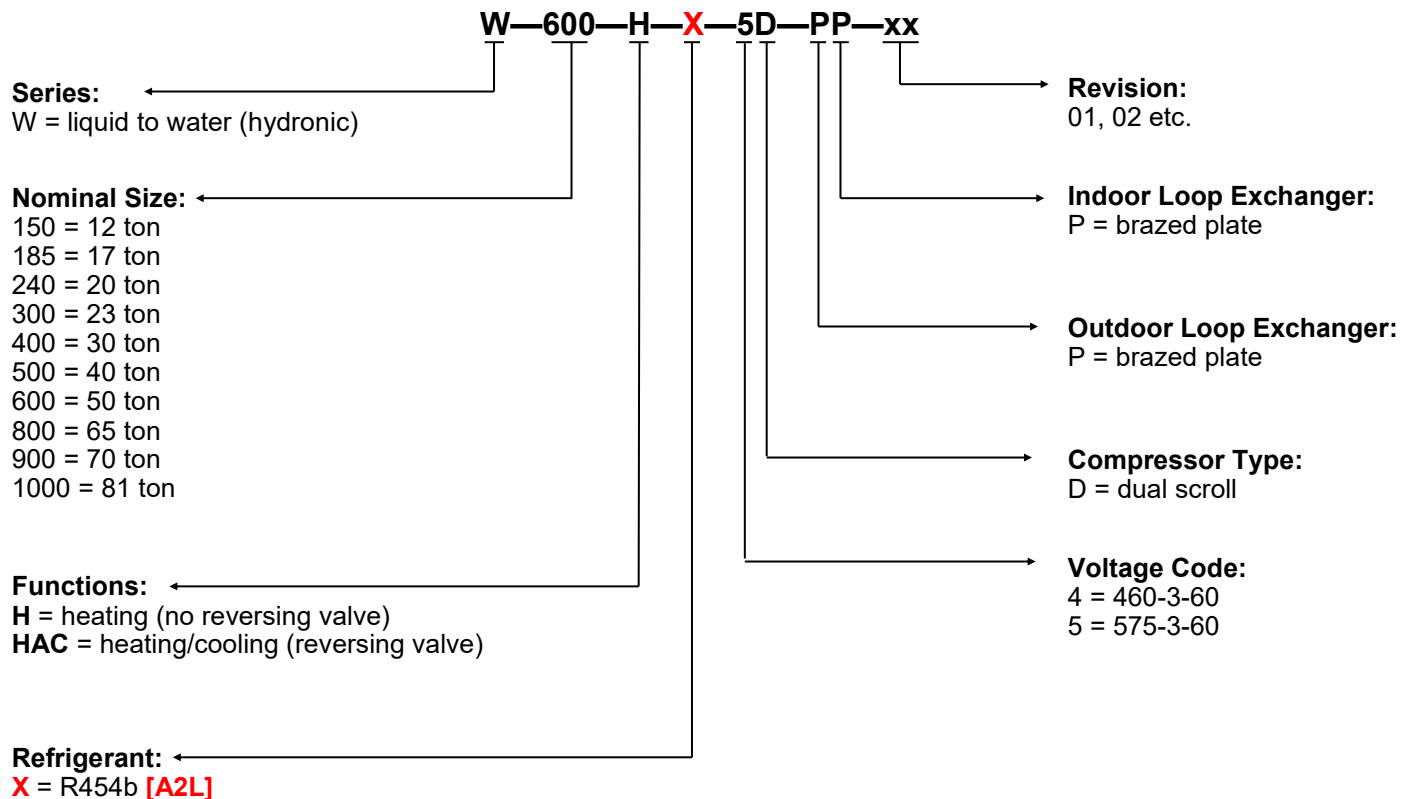 W—600—H—X—5D—PP—xx
Series:
W = liquid to water (hydronic)
Nominal Size:
150 = 12 ton
185 = 17 ton
240 = 20 ton
300 = 23 ton
400 = 30 ton
500 = 40 ton
600 = 50 ton
800 = 65 ton
900 = 70 ton
1000 = 81 ton
Functions:
H = heating (no reversing valve)
HAC = heating/cooling (reversing valve)
Refrigerant:
X = R454b [A2L]
Revision:
01, 02 etc.
Indoor Loop Exchanger:
P = brazed plate
Outdoor Loop Exchanger:
P = brazed plate
Compressor Type:
D = dual scroll
Voltage Code:
4 = 460-3-60
5 = 575-3-60